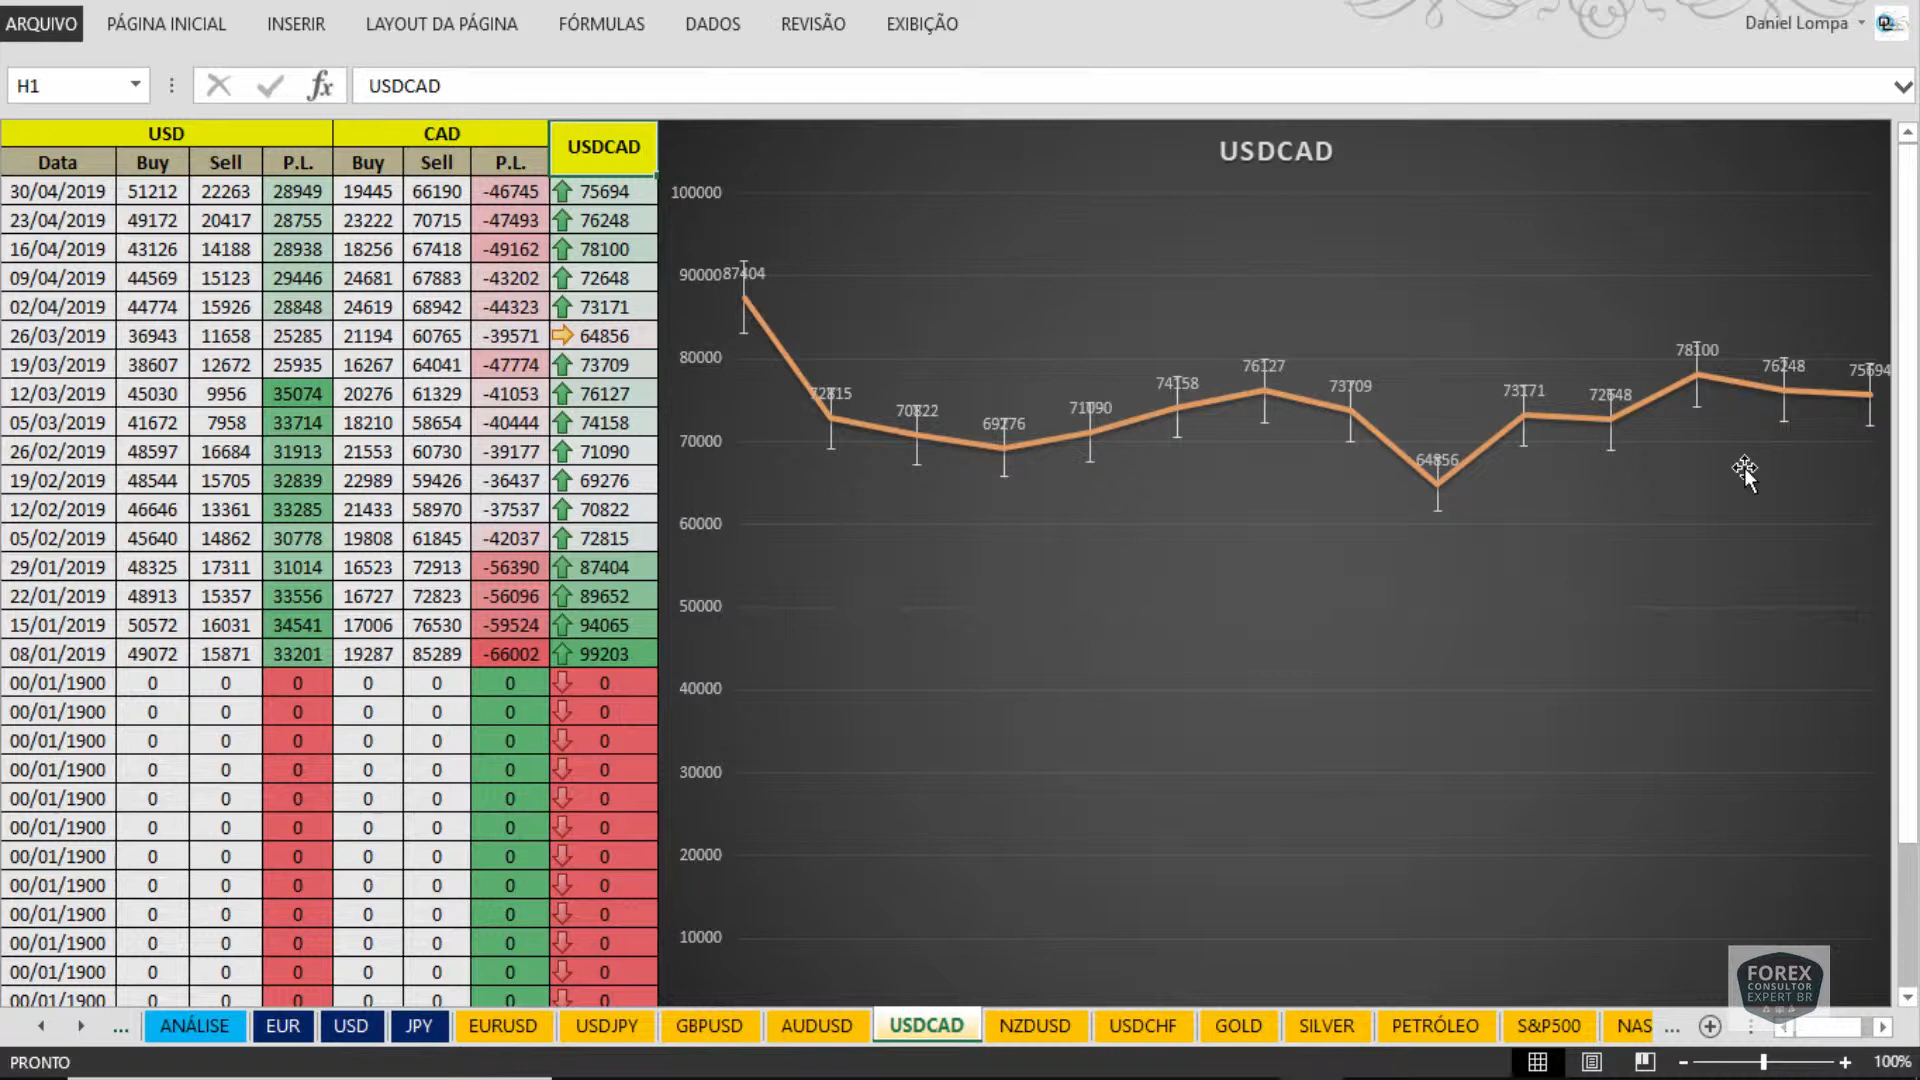 ARQUIVO PÁGINA INICIAL INSERIR LAYOUT DA PÁGINA FÓRMULAS DADOS REVISÃO EXIBIÇÃO Daniel Lompa
H1 fx USDCAD
USD CAD USDCAD
Data Buy Sell P.L. Buy Sell P.L.
30/04/2019 51212 22263 28949 19445 66190 -46745 75694
23/04/2019 49172 20417 28755 23222 70715 -47493 76248
16/04/2019 43126 14188 28938 18256 67418 -49162 78100
09/04/2019 44569 15123 29446 24681 67883 -43202 72648
02/04/2019 44774 15926 28848 24619 68942 -44323 73171
26/03/2019 36943 11658 25285 21194 60765 -39571 64856
19/03/2019 38607 12672 25935 16267 64041 -47774 73709
12/03/2019 45030 9956 35074 20276 61329 -41053 76127
05/03/2019 41672 7958 33714 18210 58654 -40444 74158
26/02/2019 48597 16684 31913 21553 60730 -39177 71090
19/02/2019 48544 15705 32839 22989 59426 -36437 69276
12/02/2019 46646 13361 33285 21433 58970 -37537 70822
05/02/2019 45640 14862 30778 19808 61845 -42037 72815
29/01/2019 48325 17311 31014 16523 72913 -56390 87404
22/01/2019 48913 15357 33556 16727 72823 -56096 89652
15/01/2019 50572 16031 34541 17006 76530 -59524 94065
08/01/2019 49072 15871 33201 19287 85289 -66002 99203
00/01/1900 0 0 0 0 0 0 0
00/01/1900 0 0 0 0 0 0 0
00/01/1900 0 0 0 0 0 0 0
00/01/1900 0 0 0 0 0 0 0
00/01/1900 0 0 0 0 0 0 0
00/01/1900 0 0 0 0 0 0 0
00/01/1900 0 0 0 0 0 0 0
00/01/1900 0 0 0 0 0 0 0
00/01/1900 0 0 0 0 0 0 0
00/01/1900 0 0 0 0 0 0 0
00/01/1900 0 0 0 0 0 0 0
00/01/1900 0 0 0 0 0 0 0
USDCAD
100000
90000
80000
70000
60000
50000
40000
30000
20000
10000
87404 72815 70822 69276 71090 74158 76127 73709 64856 73171 72648 78100 76248 75694
FOREX
CONSULTOR
EXPERT BR
... ANÁLISE EUR USD JPY EURUSD USDJPY GBPUSD AUDUSD USDCAD NZDUSD USDCHF GOLD SILVER PETRÓLEO S&P500 NAS ...
PRONTO 100%